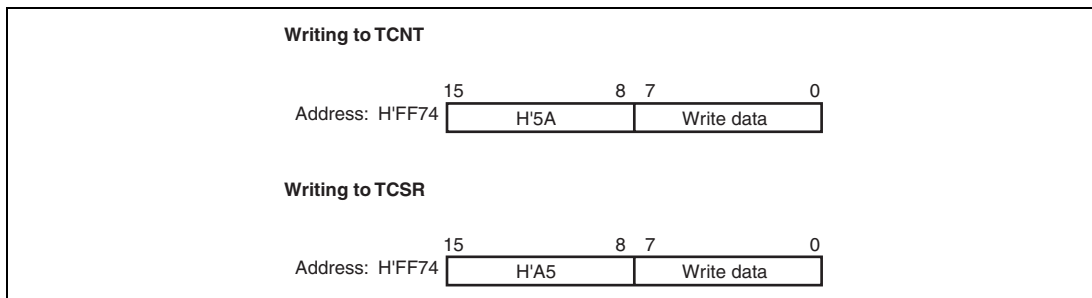 Writing to TCNT
15 8 7 0
Address: H'FF74 H'5A Write data
Writing to TCSR
15 8 7 0
Address: H'FF74 H'A5 Write data